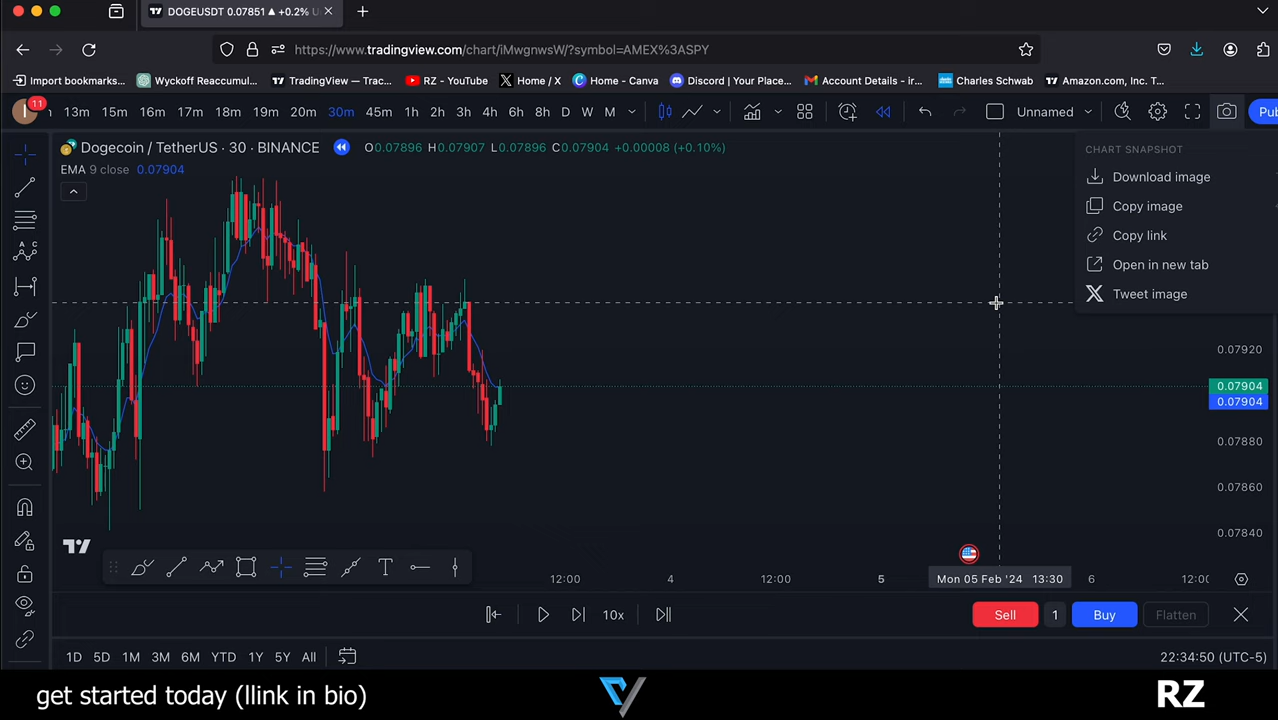 DOGEUSDT 0.07851 ▲ +0.2% U
https://www.tradingview.com/chart/iMwgnwsW/?symbol=AMEX%3ASPY
Import bookmarks...
Wyckoff Reaccumul...
TradingView — Trac...
RZ - YouTube
Home / X
Home - Canva
Discord | Your Place...
Account Details - ir...
Charles Schwab
Amazon.com, Inc. T...
11
13m 15m 16m 17m 18m 19m 20m 30m 45m 1h 2h 3h 4h 6h 8h D W M
Unnamed
Pub
Dogecoin / TetherUS · 30 · BINANCE
O0.07896 H0.07907 L0.07896 C0.07904 +0.00008 (+0.10%)
EMA 9 close 0.07904
CHART SNAPSHOT
Download image
Copy image
Copy link
Open in new tab
Tweet image
0.07920
0.07904
0.07904
0.07880
0.07860
0.07840
12:00 4 12:00 5 Mon 05 Feb '24 13:30 6 12:00
10x
Sell 1 Buy Flatten
1D 5D 1M 3M 6M YTD 1Y 5Y All
22:34:50 (UTC-5)
get started today (llink in bio)
RZ